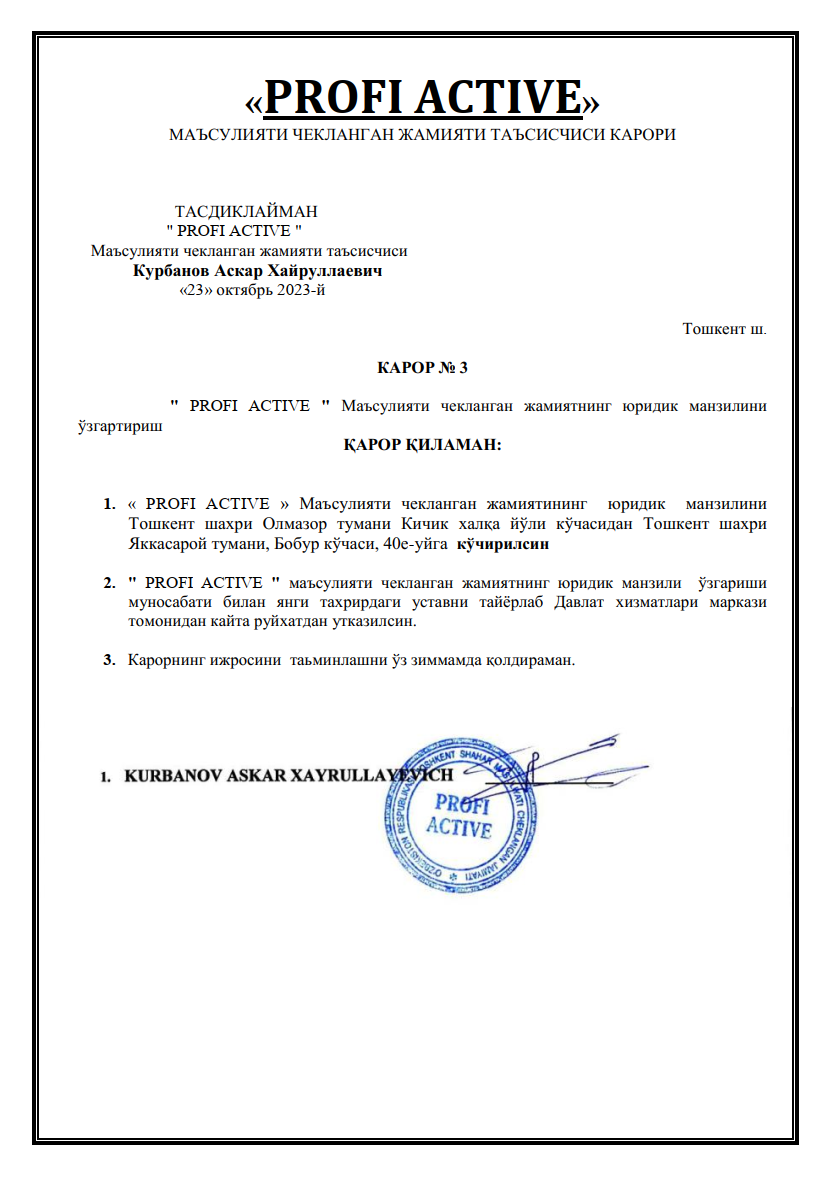 «PROFI ACTIVE»
МАЪСУЛИЯТИ ЧЕКЛАНГАН ЖАМИЯТИ ТАЪСИСЧИСИ КАРОРИ
ТАСДИКЛАЙМАН
" PROFI ACTIVE "
Маъсулияти чекланган жамияти таъсисчиси
Курбанов Аскар Хайруллаевич
«23» октябрь 2023-й
Тошкент ш.
КАРОР № 3
" PROFI ACTIVE " Маъсулияти чекланган жамиятнинг юридик манзилини
ўзгартириш
ҚАРОР ҚИЛАМАН:
1. « PROFI ACTIVE » Маъсулияти чекланган жамиятининг юридик манзилини
Тошкент шахри Олмазор тумани Кичик халқа йўли кўчасидан Тошкент шахри
Яккасарой тумани, Бобур кўчаси, 40е-уйга кўчирилсин
2. " PROFI ACTIVE " маъсулияти чекланган жамиятнинг юридик манзили ўзгариши
муносабати билан янги тахрирдаги уставни тайёрлаб Давлат хизматлари маркази
томонидан кайта руйхатдан утказилсин.
3. Карорнинг ижросини таьминлашни ўз зиммамда қолдираман.
1. KURBANOV ASKAR XAYRULLAYEVICH
O'ZBEKISTON RESPUBLIKASI TOSHKENT SHAHAR MAS'ULIYATI CHEKLANGAN JAMIYATI
PROFI
ACTIVE